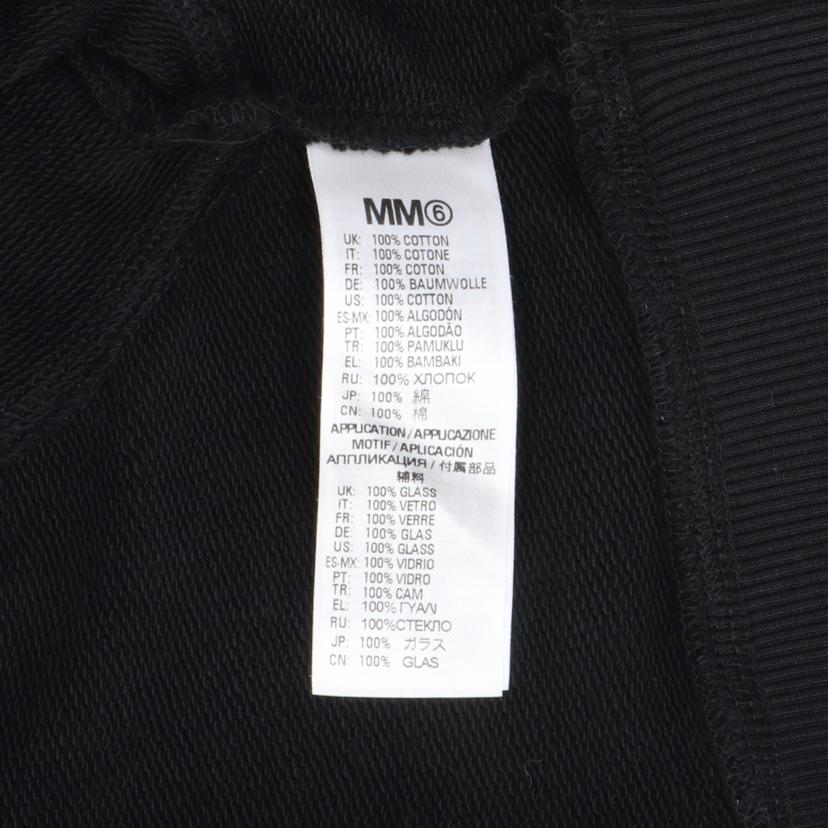 MM⑥
UK: 100% COTTON
IT: 100% COTONE
FR: 100% COTON
DE: 100% BAUMWOLLE
US: 100% COTTON
ES-MX: 100% ALGODÓN
PT: 100% ALGODÃO
TR: 100% PAMUKLU
EL: 100% BAMBAKI
RU: 100% ХЛОПОК
JP: 100% 綿
CN: 100% 棉
APPLICATION/APPLICAZIONE
MOTIF/APLICACIÓN
АППЛИКАЦИЯ/付属部品
辅料
UK: 100% GLASS
IT: 100% VETRO
FR: 100% VERRE
DE: 100% GLAS
US: 100% GLASS
ES-MX: 100% VIDRIO
PT: 100% VIDRO
TR: 100% CAM
EL: 100% ΓΥΑΛΙ
RU: 100%СТЕКЛО
JP: 100% ガラス
CN: 100% GLAS